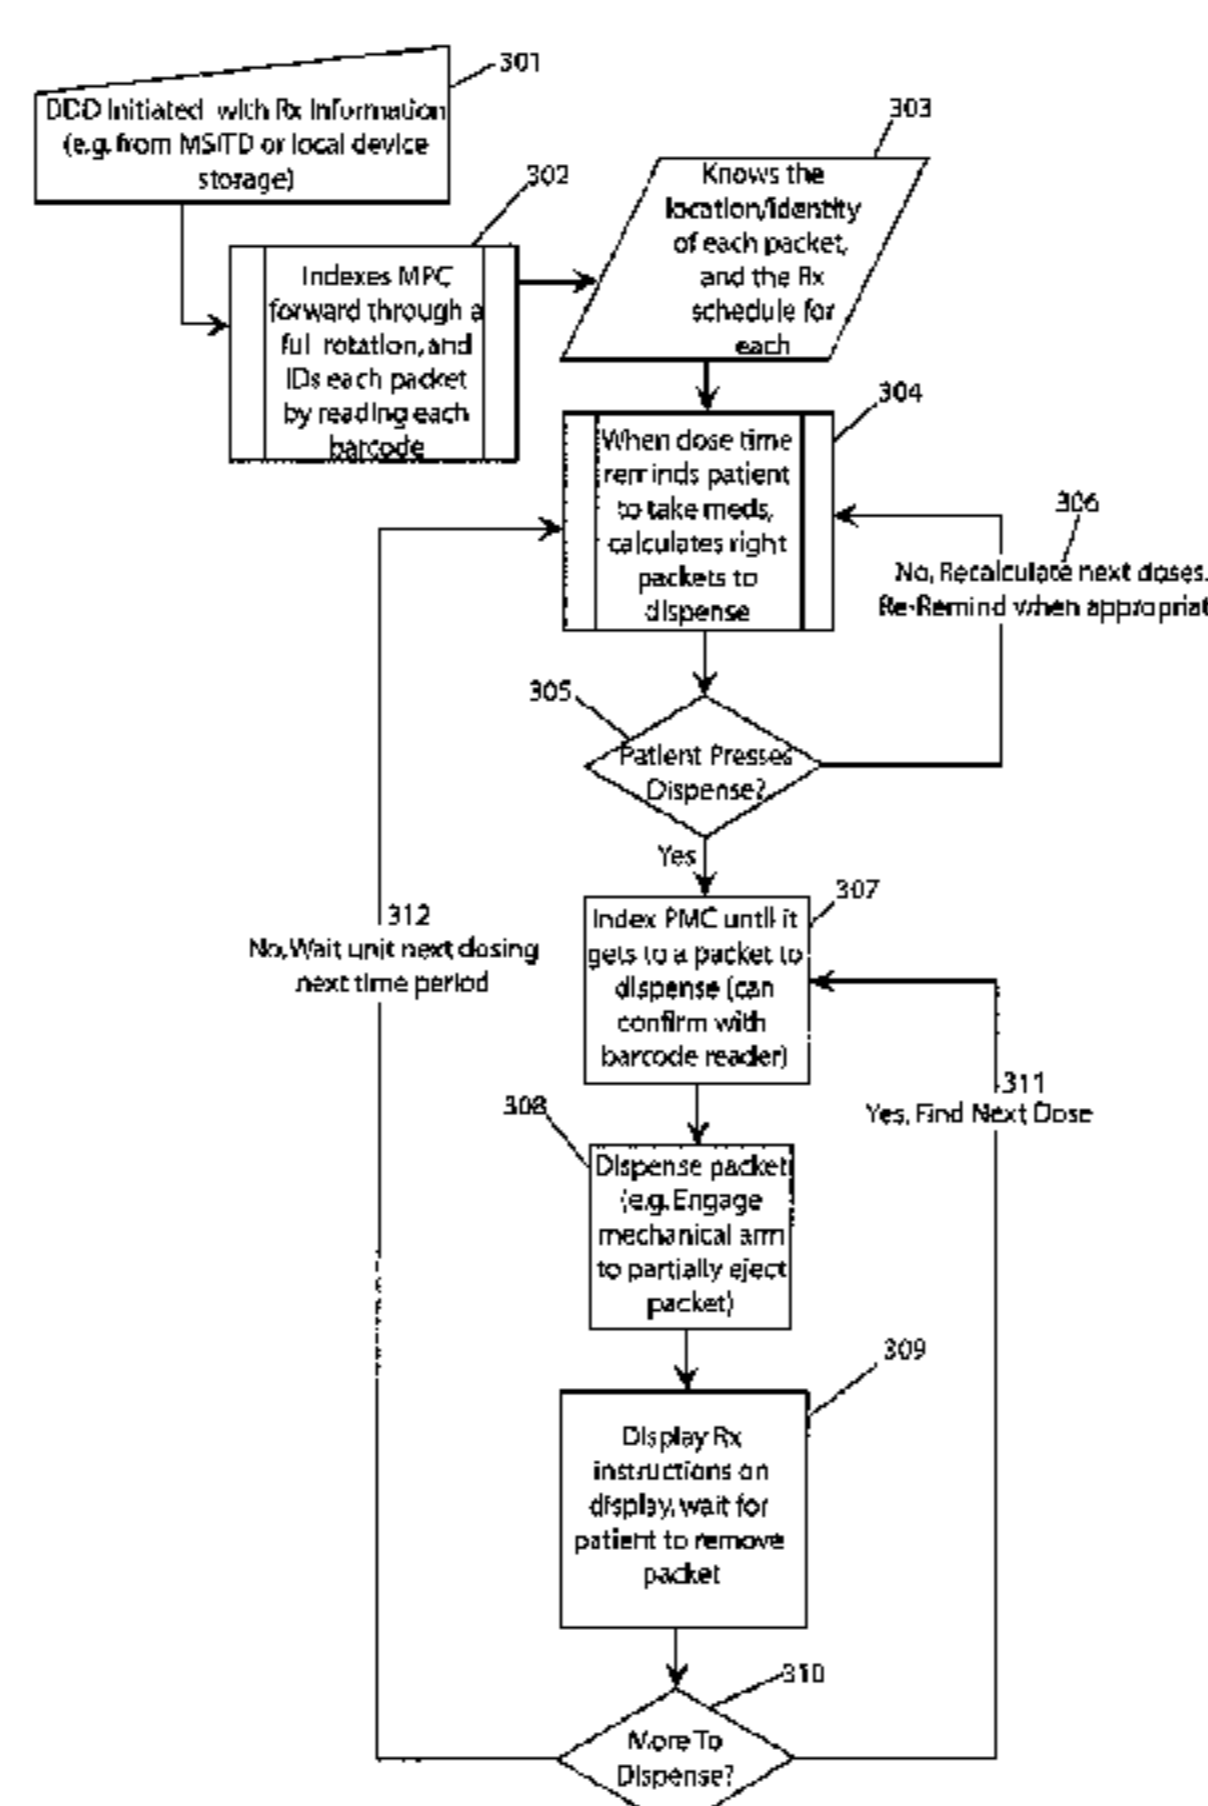 301
DDD Initiated with Rx Information
(e.g. from MS/TD or local device
storage)
302
Indexes MPC
forward through a
full rotation, and
IDs each packet
by reading each
barcode
303
Knows the
location/identity
of each packet,
and the Rx
schedule for
each
304
When dose time
reminds patient
to take meds,
calculates right
packets to
dispense
306
No, Recalculate next doses.
Re-Remind when appropriat
305
Patient Presses
Dispense?
Yes
307
Index PMC until it
gets to a packet to
dispense (can
confirm with
barcode reader)
312
No, Wait unit next dosing
next time period
311
Yes, Find Next Dose
308
Dispense packet
(e.g. Engage
mechanical arm
to partially eject
packet)
309
Display Rx
instructions on
display, wait for
patient to remove
packet
310
More To
Dispense?